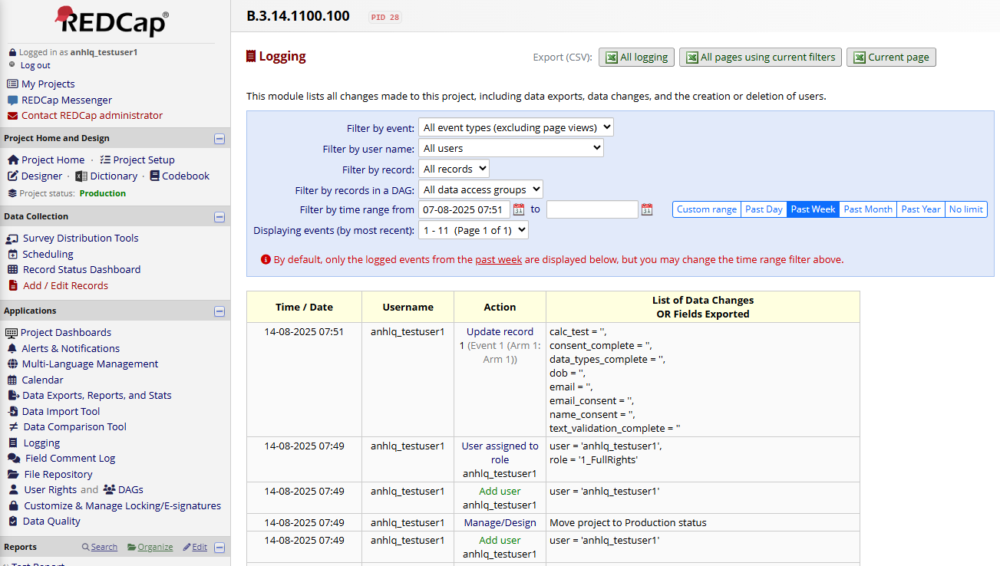 REDCap®
Logged in as anhlq_testuser1
Log out
My Projects
REDCap Messenger
Contact REDCap administrator
Project Home and Design
Project Home · Project Setup
Designer · Dictionary · Codebook
Project status: Production
Data Collection
Survey Distribution Tools
Scheduling
Record Status Dashboard
Add / Edit Records
Applications
Project Dashboards
Alerts & Notifications
Multi-Language Management
Calendar
Data Exports, Reports, and Stats
Data Import Tool
Data Comparison Tool
Logging
Field Comment Log
File Repository
User Rights and DAGs
Customize & Manage Locking/E-signatures
Data Quality
Reports Search Organize Edit
Test Report
B.3.14.1100.100 PID 28
Logging
Export (CSV): All logging All pages using current filters Current page
This module lists all changes made to this project, including data exports, data changes, and the creation or deletion of users.
Filter by event: All event types (excluding page views)
Filter by user name: All users
Filter by record: All records
Filter by records in a DAG: All data access groups
Filter by time range from 07-08-2025 07:51 31 to 31 Custom range Past Day Past Week Past Month Past Year No limit
Displaying events (by most recent): 1 - 11 (Page 1 of 1)
By default, only the logged events from the past week are displayed below, but you may change the time range filter above.
Time / Date Username Action List of Data Changes
OR Fields Exported
14-08-2025 07:51 anhlq_testuser1 Update record
1 (Event 1 (Arm 1:
Arm 1))
calc_test = '',
consent_complete = '',
data_types_complete = '',
dob = '',
email = '',
email_consent = '',
name_consent = '',
text_validation_complete = ''
14-08-2025 07:49 anhlq_testuser1 User assigned to
role
anhlq_testuser1
user = 'anhlq_testuser1',
role = '1_FullRights'
14-08-2025 07:49 anhlq_testuser1 Add user
anhlq_testuser1
user = 'anhlq_testuser1'
14-08-2025 07:49 anhlq_testuser1 Manage/Design Move project to Production status
14-08-2025 07:49 anhlq_testuser1 Add user
anhlq_testuser1
user = 'anhlq_testuser1'